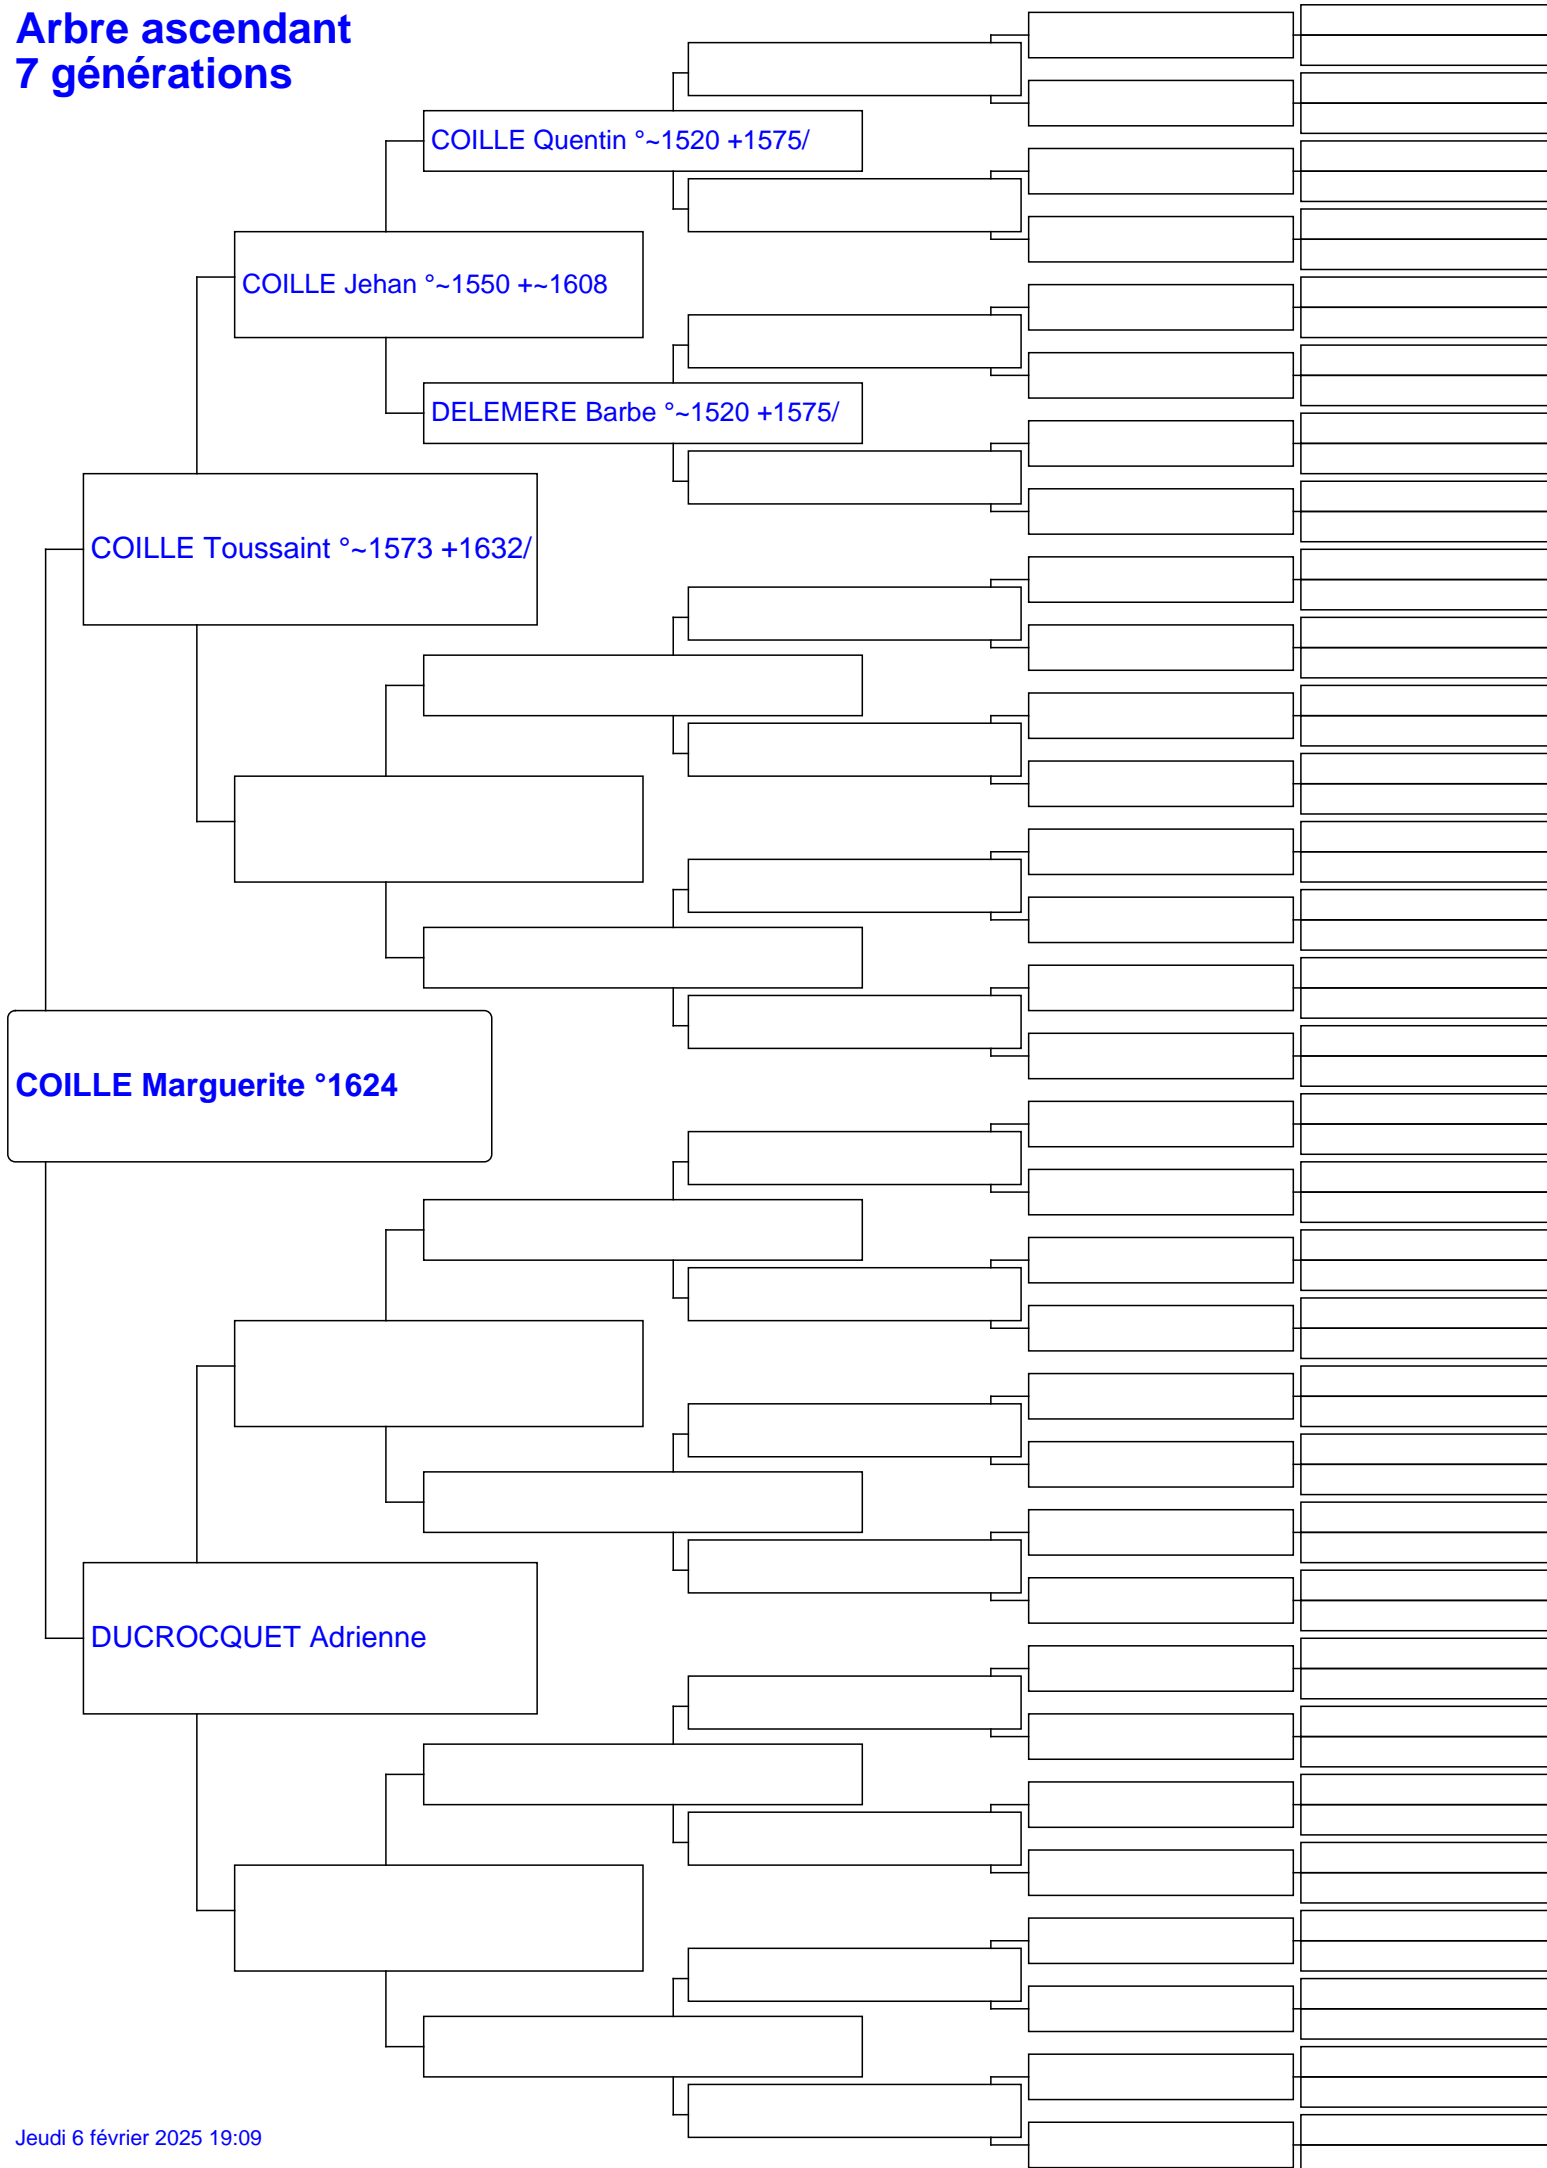 Arbre ascendant
7 générations
COILLE Quentin °~1520 +1575/
COILLE Jehan °~1550 +~1608
DELEMERE Barbe °~1520 +1575/
COILLE Toussaint °~1573 +1632/
COILLE Marguerite °1624
DUCROCQUET Adrienne
Jeudi 6 février 2025 19:09